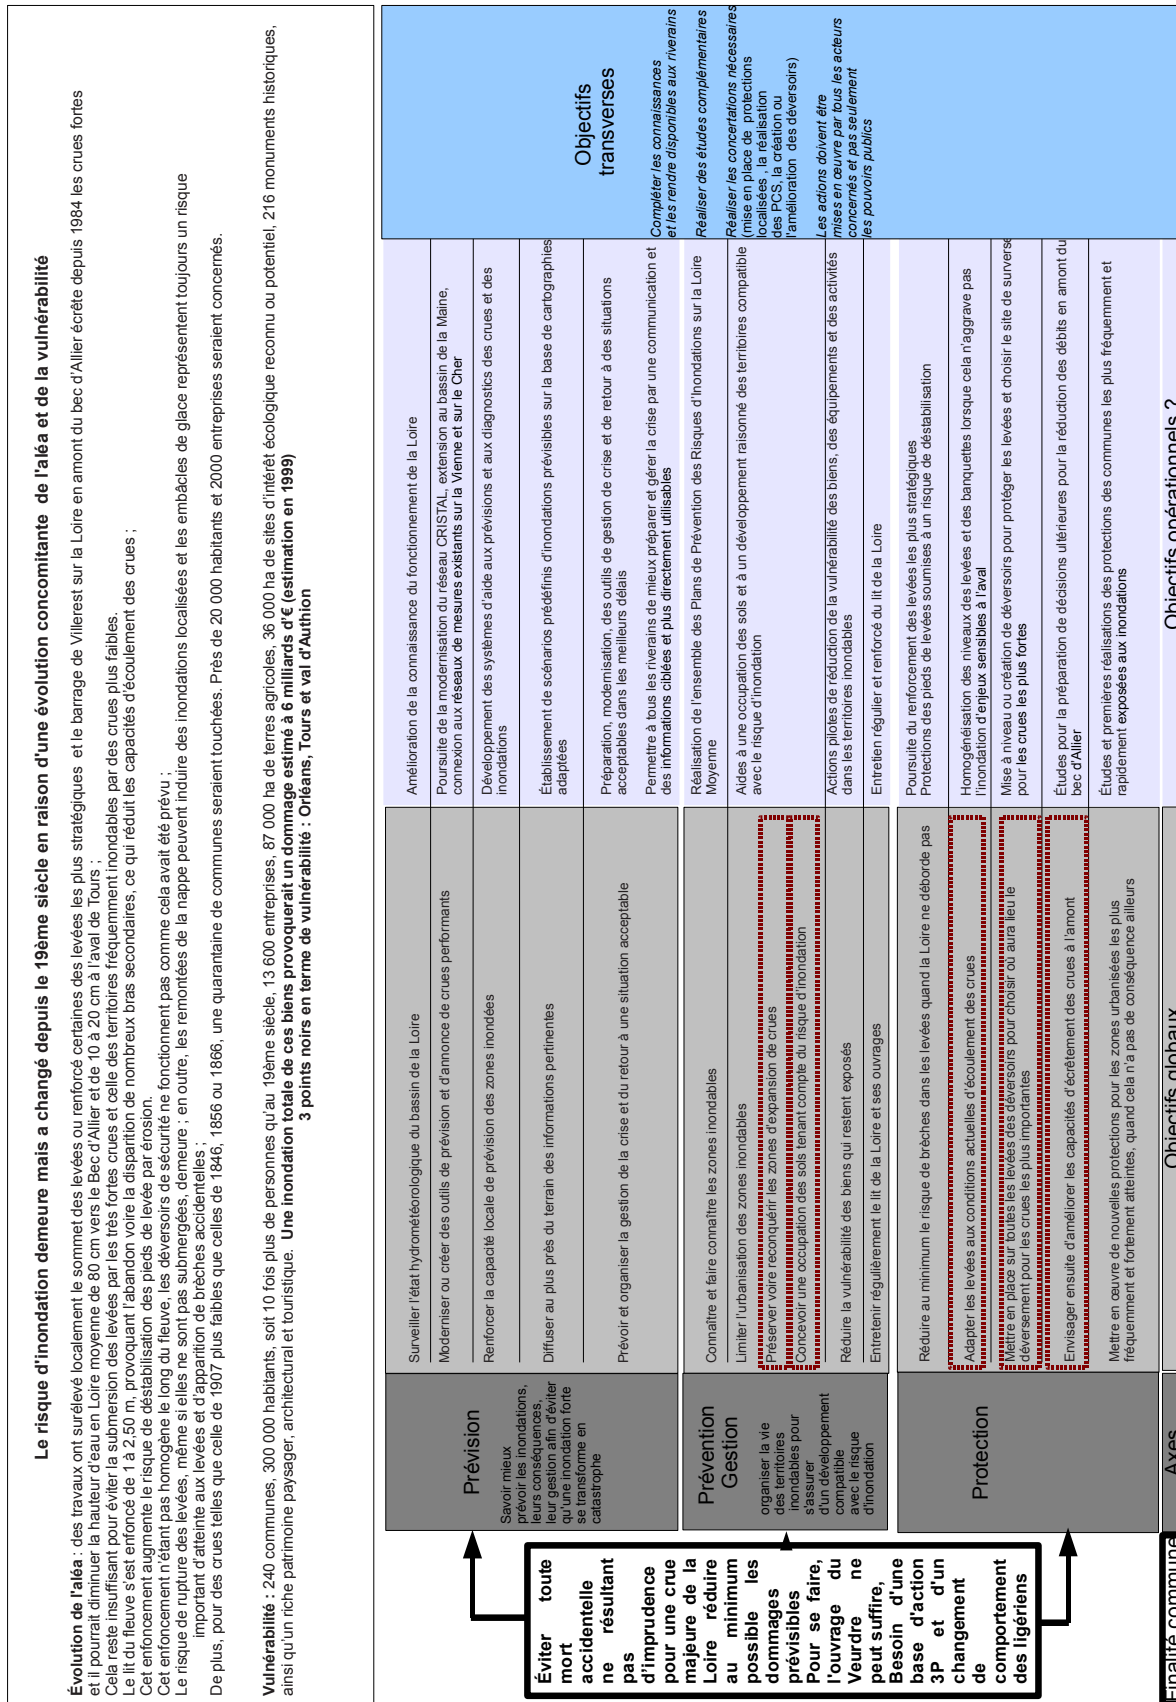 Le risque d'inondation demeure mais a changé depuis le 19ème siècle en raison d'une évolution concomitante de l'aléa et de la vulnérabilité
Évolution de l'aléa : des travaux ont surélevé localement le sommet des levées ou renforcé certaines des levées les plus stratégiques et le barrage de Villerest sur la Loire en amont du bec d'Allier écrête depuis 1984 les crues fortes
et il pourrait diminuer la hauteur d'eau en Loire moyenne de 80 cm vers le Bec d'Allier et de 10 à 20 cm à l'aval de Tours ;
Cela reste insuffisant pour éviter la submersion des levées par les très fortes crues et celle des territoires fréquemment inondables par des crues plus faibles.
Le lit du fleuve s'est enfoncé de 1 à 2,50 m, provoquant l'abandon voire la disparition de nombreux bras secondaires, ce qui réduit les capacités d'écoulement des crues ;
Cet enfoncement augmente le risque de déstabilisation des pieds de levée par érosion.
Cet enfoncement n'étant pas homogène le long du fleuve, les déversoirs de sécurité ne fonctionnent pas comme cela avait été prévu ;
Le risque de rupture des levées, même si elles ne sont pas submergées, demeure ; en outre, les remontées de la nappe peuvent induire des inondations localisées et les embâcles de glace représentent toujours un risque
important d'atteinte aux levées et d'apparition de brèches accidentelles ;
De plus, pour des crues telles que celle de 1907 plus faibles que celles de 1846, 1856 ou 1866, une quarantaine de communes seraient touchées. Près de 20 000 habitants et 2000 entreprises seraient concernés.
Vulnérabilité : 240 communes, 300 000 habitants, soit 10 fois plus de personnes qu'au 19ème siècle, 13 600 entreprises, 87 000 ha de terres agricoles, 36 000 ha de sites d'intérêt écologique reconnu ou potentiel, 216 monuments historiques,
ainsi qu'un riche patrimoine paysager, architectural et touristique. Une inondation totale de ces biens provoquerait un dommage estimé à 6 milliards d'€ (estimation en 1999)
3 points noirs en terme de vulnérabilité : Orléans, Tours et val d'Authion
Éviter toute
mort
accidentelle
ne résultant
pas
d'imprudence
pour une crue
majeure de la
Loire réduire
au minimum
possible les
dommages
prévisibles
Pour se faire,
l'ouvrage du
Veurdre ne
peut suffire,
Besoin d'une
base d'action
3P et d'un
changement
de
comportement
des ligériens
Finalité commune
Prévision
Savoir mieux
prévoir les inondations,
leurs conséquences,
leur gestion afin d'éviter
qu'une inondation forte
se transforme en
catastrophe
Prévention
Gestion
organiser la vie
des territoires
inondables pour
s'assurer
d'un développement
compatible
avec le risque
d'inondation
Protection
Axes
Surveiller l'état hydrométéorologique du bassin de la Loire
Moderniser ou créer des outils de prévision et d'annonce de crues performants
Renforcer la capacité locale de prévision des zones inondées
Diffuser au plus près du terrain des informations pertinentes
Prévoir et organiser la gestion de la crise et du retour à une situation acceptable
Connaître et faire connaître les zones inondables
Limiter l'urbanisation des zones inondables
Préserver voire reconquérir les zones d'expansion de crues
Concevoir une occupation des sols tenant compte du risque d'inondation
Réduire la vulnérabilité des biens qui restent exposés
Entretenir régulièrement le lit de la Loire et ses ouvrages
Réduire au minimum le risque de brèches dans les levées quand la Loire ne déborde pas
Adapter les levées aux conditions actuelles d'écoulement des crues
Mettre en place sur toutes les levées des déversoirs pour choisir où aura lieu le
déversement pour les crues les plus importantes
Envisager ensuite d'améliorer les capacités d'écrêtement des crues à l'amont
Mettre en œuvre de nouvelles protections pour les zones urbanisées les plus
fréquemment et fortement atteintes, quand cela n'a pas de conséquence ailleurs
Objectifs globaux
Amélioration de la connaissance du fonctionnement de la Loire
Poursuite de la modernisation du réseau CRISTAL, extension au bassin de la Maine,
connexion aux réseaux de mesures existants sur la Vienne et sur le Cher
Développement des systèmes d'aide aux prévisions et aux diagnostics des crues et des
inondations
Établissement de scénarios prédéfinis d'inondations prévisibles sur la base de cartographies
adaptées
Préparation, modernisation, des outils de gestion de crise et de retour à des situations
acceptables dans les meilleurs délais
Permettre à tous les riverains de mieux préparer et gérer la crise par une communication et
des informations ciblées et plus directement utilisables
Réalisation de l'ensemble des Plans de Prévention des Risques d'Inondations sur la Loire
Moyenne
Aides à une occupation des sols et à un développement raisonné des territoires compatible
avec le risque d'inondation
Actions pilotes de réduction de la vulnérabilité des biens, des équipements et des activités
dans les territoires inondables
Entretien régulier et renforcé du lit de la Loire
Poursuite du renforcement des levées les plus stratégiques
Protections des pieds de levées soumises à un risque de déstabilisation
Homogénéisation des niveaux des levées et des banquettes lorsque cela n'aggrave pas
l'inondation d'enjeux sensibles à l'aval
Mise à niveau ou création de déversoirs pour protéger les levées et choisir le site de surverse
pour les crues les plus fortes
Études pour la préparation de décisions ultérieures pour la réduction des débits en amont du
bec d'Allier
Études et premières réalisations des protections des communes les plus fréquemment et
rapidement exposées aux inondations
Objectifs opérationnels ?
Objectifs
transverses
Compléter les connaissances
et les rendre disponibles aux riverains
Réaliser des études complémentaires
Réaliser les concertations nécessaires
(mise en place de protections
localisées , la réalisation
des PCS, la création ou
l'amélioration des déversoirs)
Les actions doivent être
mises en œuvre par tous les acteurs
concernés et pas seulement
les pouvoirs publics